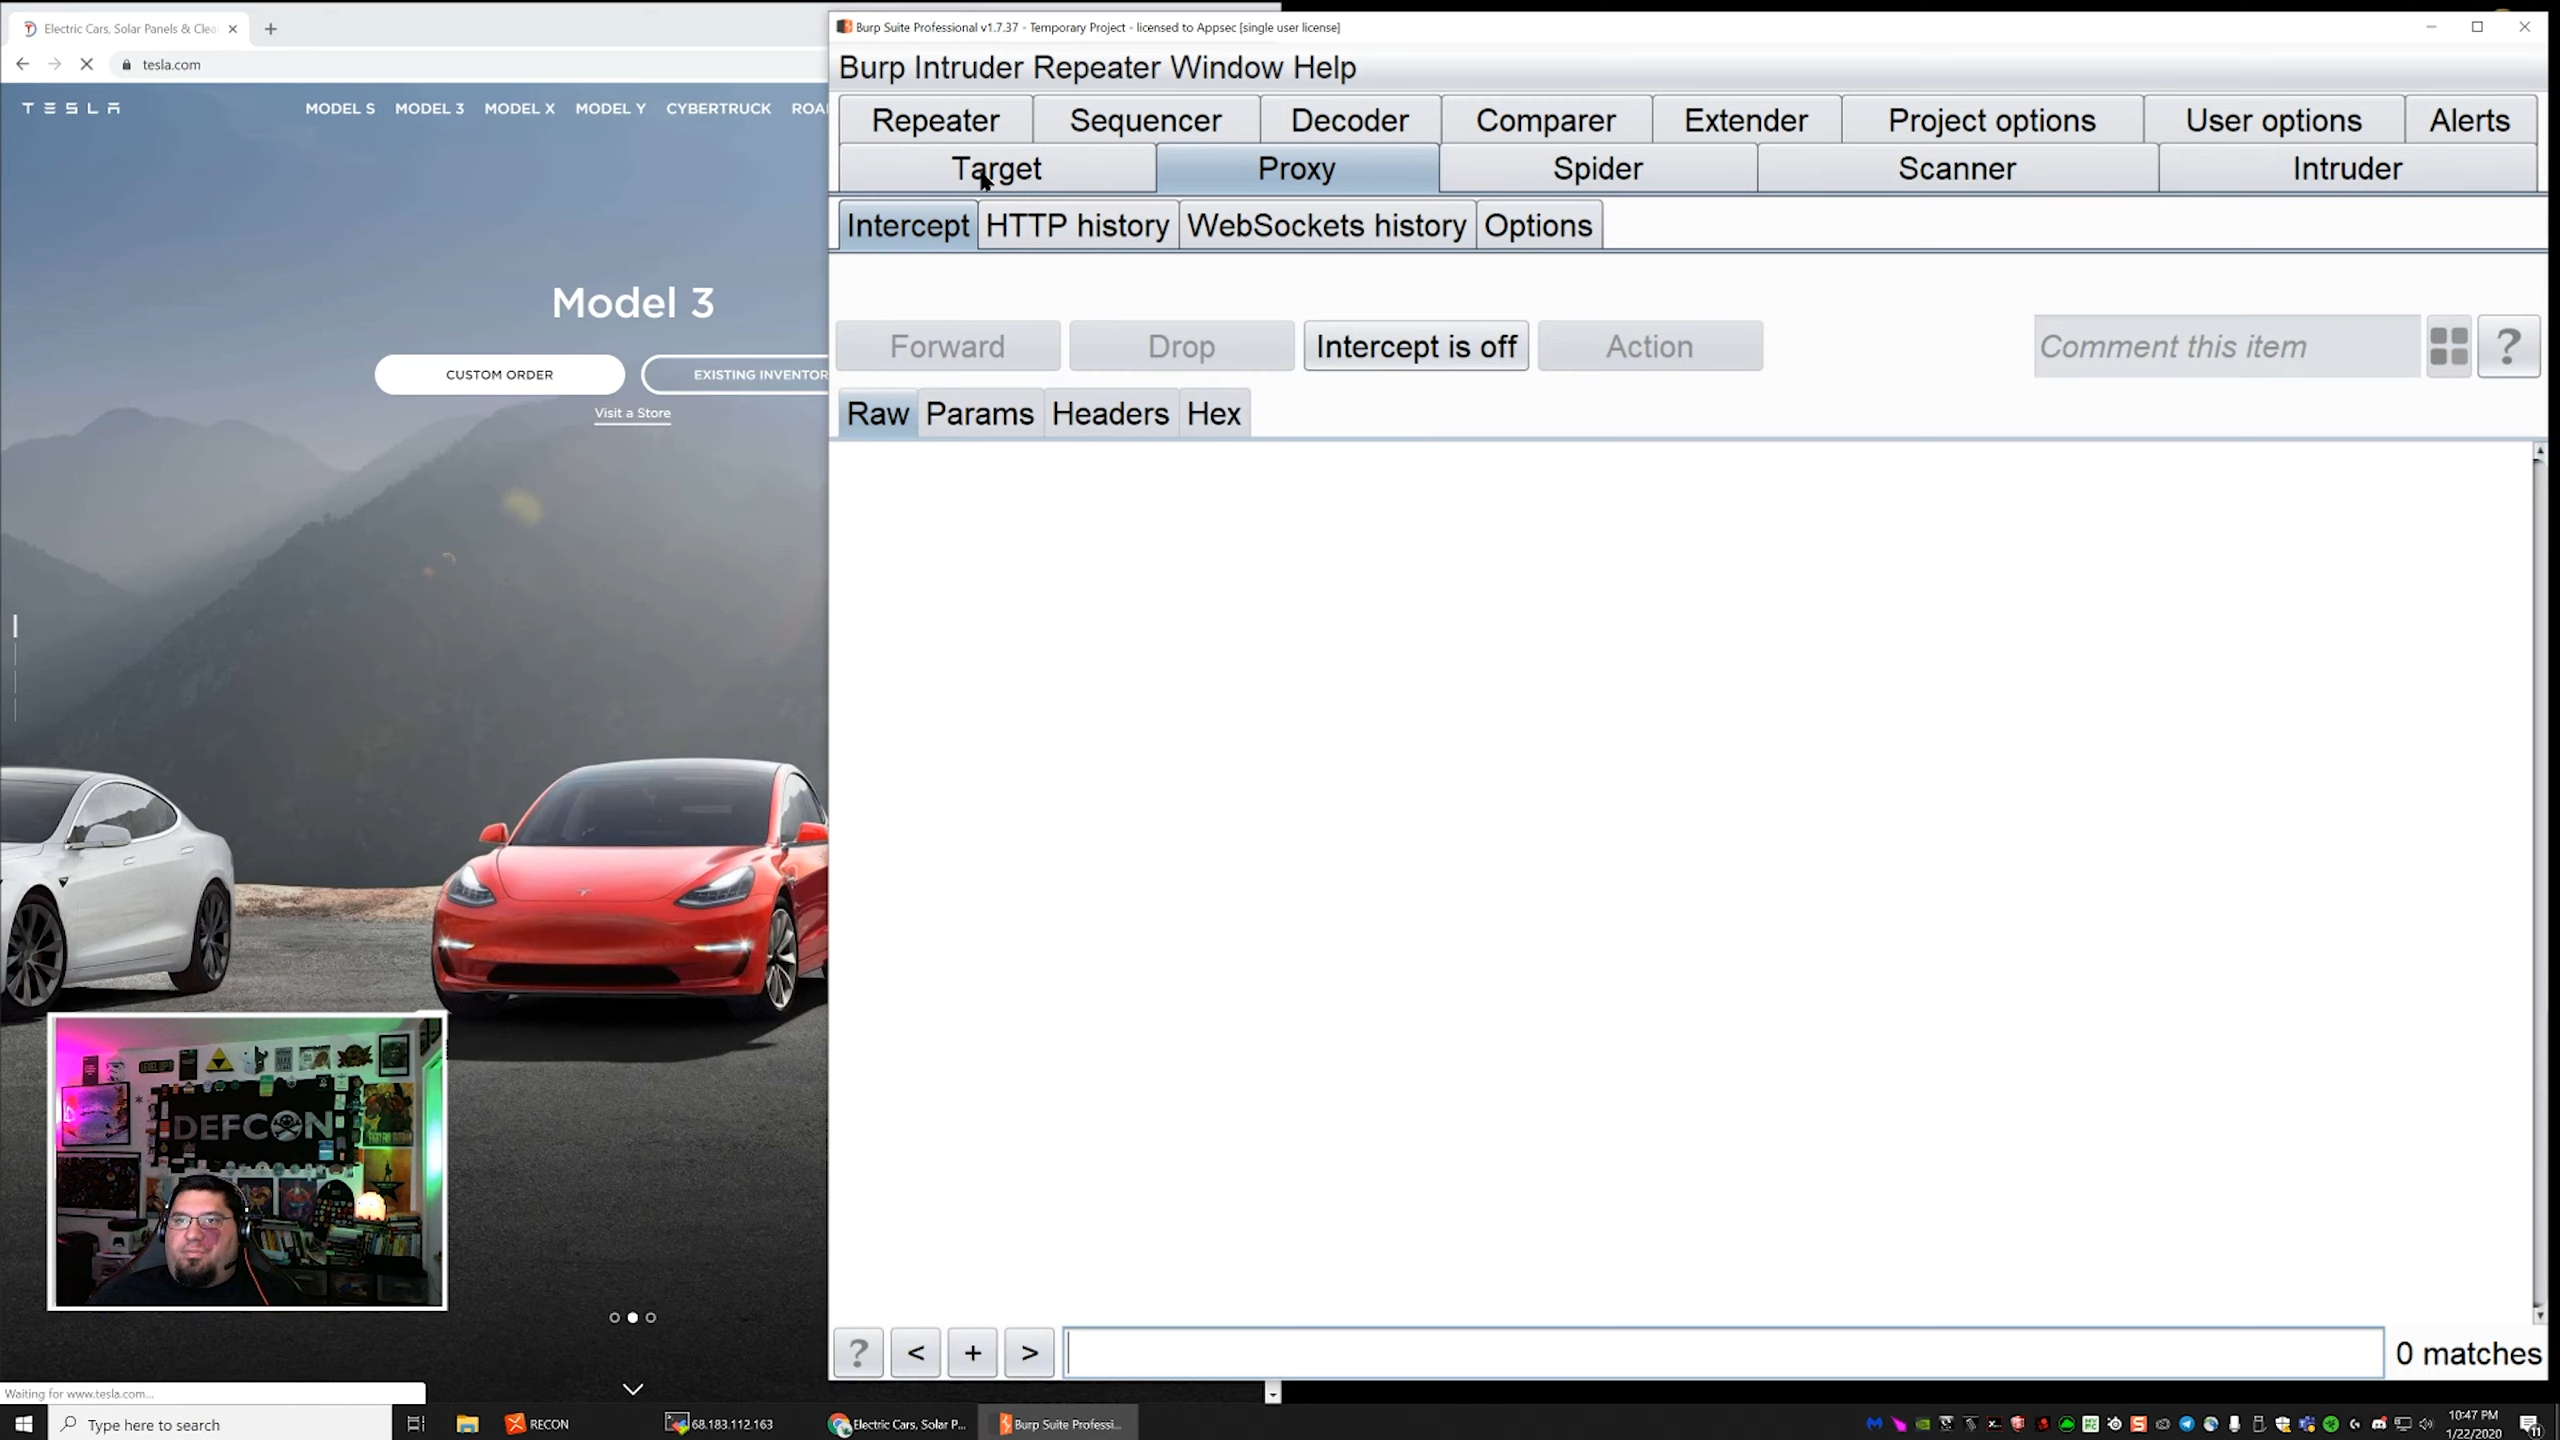 Electric Cars, Solar Panels & Clea
tesla.com
TESLA
MODEL S MODEL 3 MODEL X MODEL Y CYBERTRUCK ROA
Model 3
CUSTOM ORDER
EXISTING INVENTOR
Visit a Store
LEVEL UP!
DEFCON
Waiting for www.tesla.com...
Burp Suite Professional v1.7.37 - Temporary Project - licensed to Appsec [single user license]
Burp Intruder Repeater Window Help
Repeater Sequencer Decoder Comparer Extender Project options User options Alerts
Target Proxy Spider Scanner Intruder
Intercept HTTP history WebSockets history Options
Forward Drop Intercept is off Action Comment this item ?
Raw Params Headers Hex
? < + > 0 matches
Type here to search
RECON
68.183.112.163
Electric Cars, Solar P...
Burp Suite Professi...
10:47 PM
1/22/2020
11